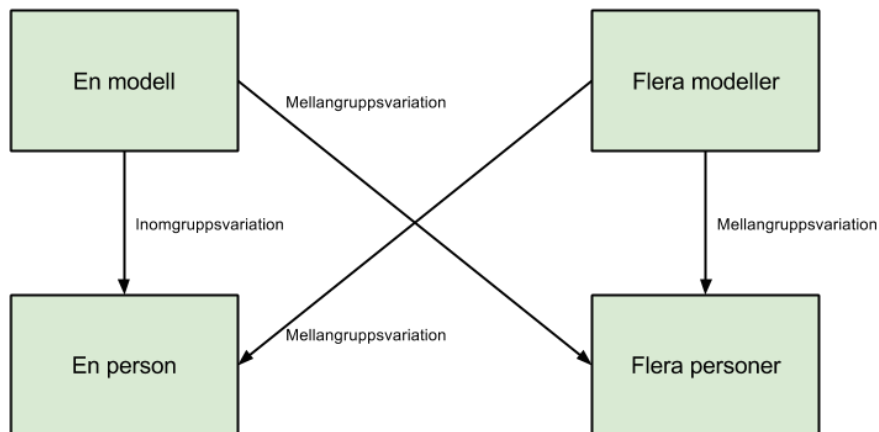 En modell
Flera modeller
Mellangruppsvariation
Inomgruppsvariation
Mellangruppsvariation
Mellangruppsvariation
En person
Flera personer